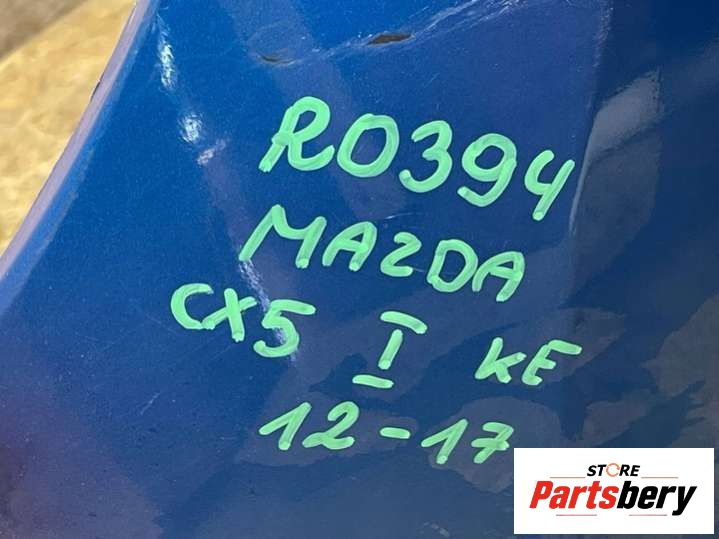 R0394
MAZDA
CX5 I KE
12-17
STORE
Partsbery